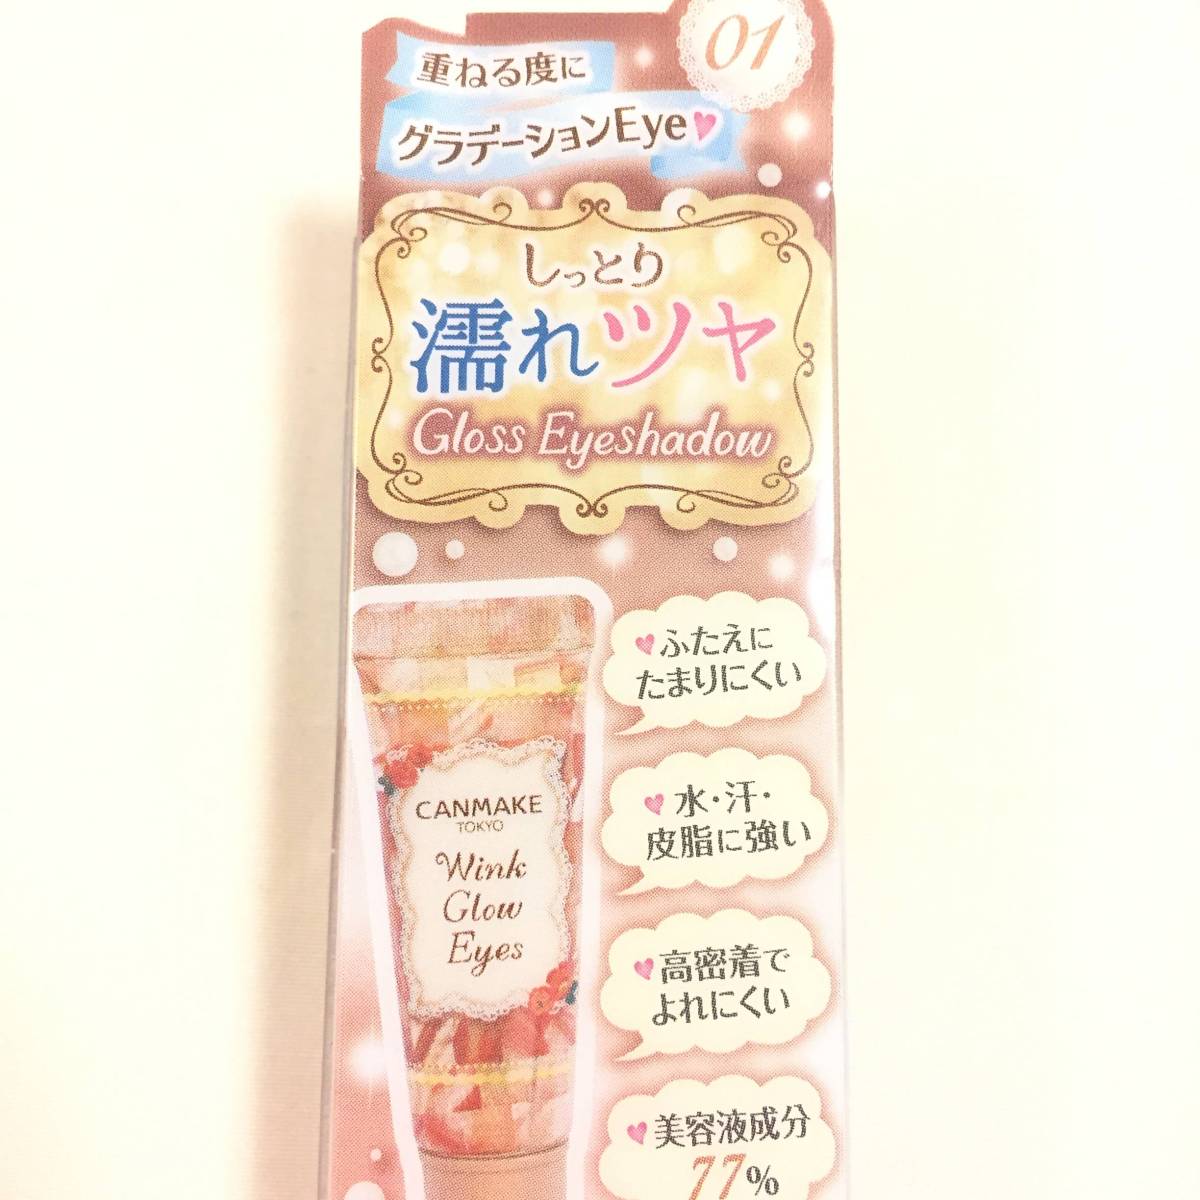 01
重ねる度に
グラデーションEye
しっとり
濡れツヤ
Gloss Eyeshadow
ふたえに
たまりにくい
水・汗・
皮脂に強い
高密着で
よれにくい
美容液成分
77%
CANMAKE
TOKYO
Wink
Glow
Eyes